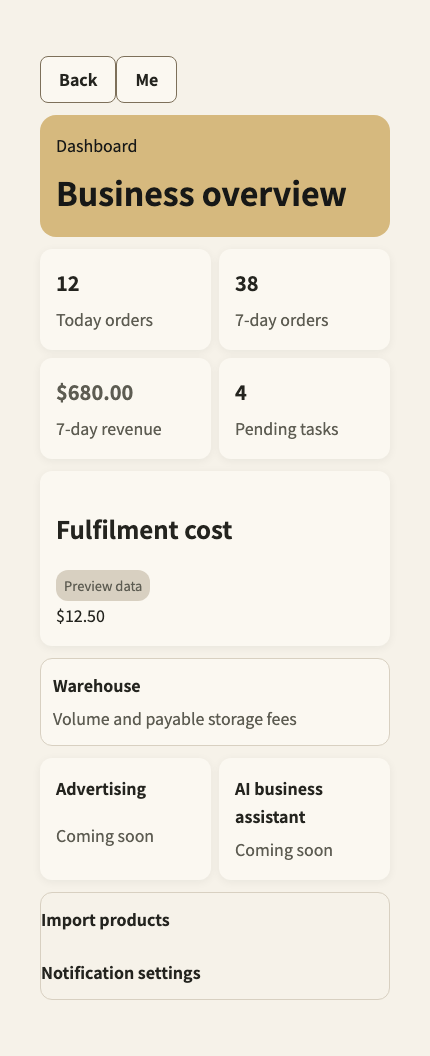 Back
Me
Dashboard
Business overview
12
Today orders
38
7-day orders
$680.00
7-day revenue
4
Pending tasks
Fulfilment cost
Preview data
$12.50
Warehouse
Volume and payable storage fees
Advertising
Coming soon
AI business
assistant
Coming soon
Import products
Notification settings